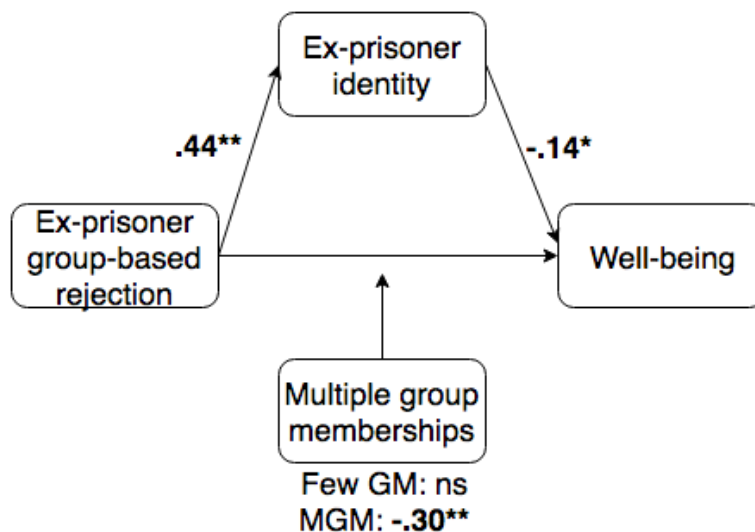 Ex-prisoner
identity
.44**
-.14*
Ex-prisoner
group-based
rejection
Well-being
Multiple group
memberships
Few GM: ns
MGM: -.30**